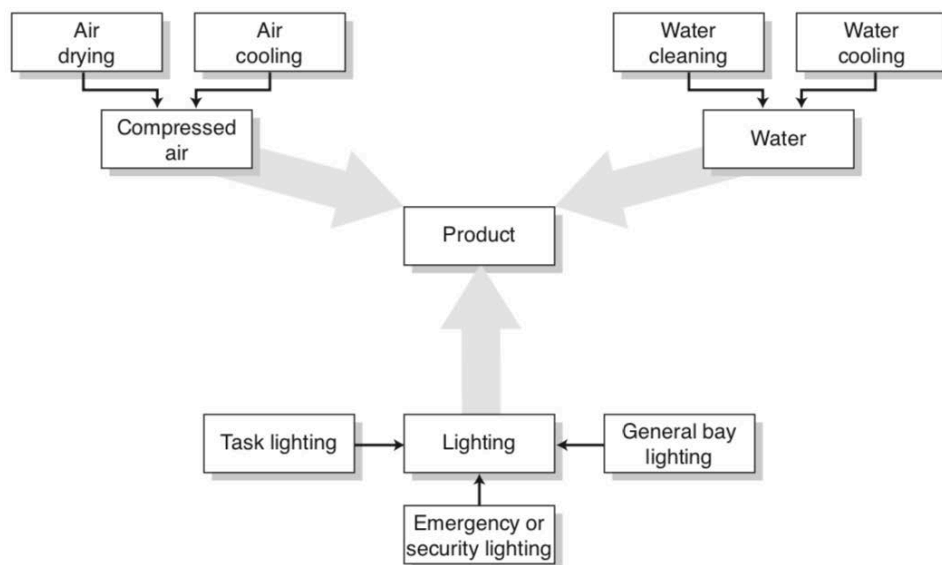 Air
drying
Air
cooling
Water
cleaning
Water
cooling
Compressed
air
Water
Product
Task lighting
Lighting
General bay
lighting
Emergency or
security lighting